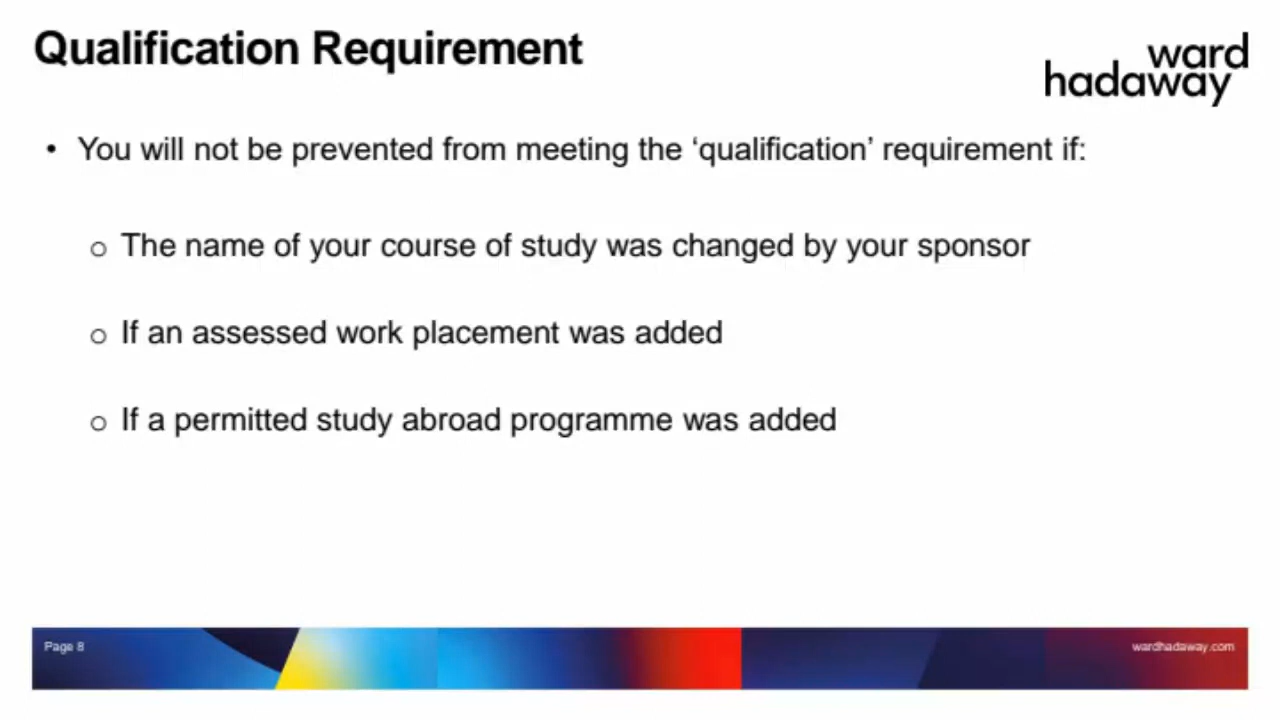 Qualification Requirement
ward
hadaway
• You will not be prevented from meeting the ‘qualification’ requirement if:
o The name of your course of study was changed by your sponsor
o If an assessed work placement was added
o If a permitted study abroad programme was added
Page 8
wardhadaway.com